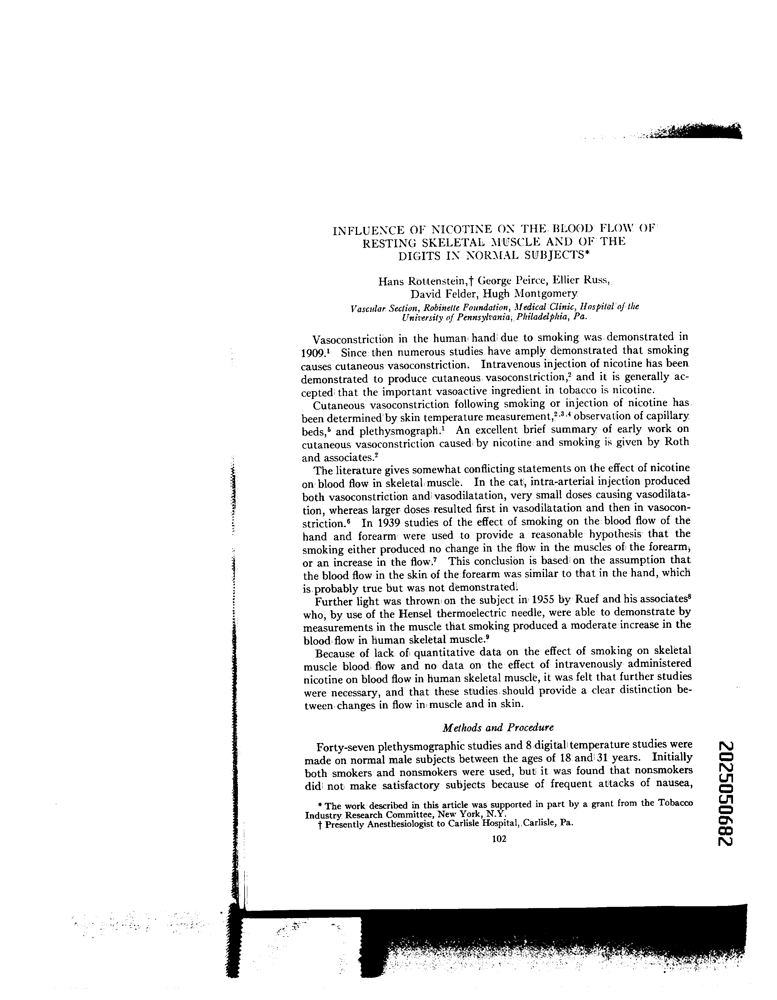 INFLUENCE OF NICOTINE ON THE BLOOD FLOW OF
RESTING SKELETAL MUSCLE AND OF THE
DIGITS IN NORMAL SUBJECTS*
Hans Rottenstein,† George Peirce, Ellier Russ,
David Felder, Hugh Montgomery
Vascular Section, Robinette Foundation, Medical Clinic, Hospital of the
University of Pennsylvania, Philadelphia, Pa.
Vasoconstriction in the human hand due to smoking was demonstrated in
1909.¹ Since then numerous studies have amply demonstrated that smoking
causes cutaneous vasoconstriction. Intravenous injection of nicotine has been
demonstrated to produce cutaneous vasoconstriction,² and it is generally ac-
cepted that the important vasoactive ingredient in tobacco is nicotine.
Cutaneous vasoconstriction following smoking or injection of nicotine has
been determined by skin temperature measurement,²,³,⁴ observation of capillary
beds,⁵ and plethysmograph.¹ An excellent brief summary of early work on
cutaneous vasoconstriction caused by nicotine and smoking is given by Roth
and associates.²
The literature gives somewhat conflicting statements on the effect of nicotine
on blood flow in skeletal muscle. In the cat, intra-arterial injection produced
both vasoconstriction and vasodilatation, very small doses causing vasodilata-
tion, whereas larger doses resulted first in vasodilatation and then in vasocon-
striction.⁶ In 1939 studies of the effect of smoking on the blood flow of the
hand and forearm were used to provide a reasonable hypothesis that the
smoking either produced no change in the flow in the muscles of the forearm,
or an increase in the flow.⁷ This conclusion is based on the assumption that
the blood flow in the skin of the forearm was similar to that in the hand, which
is probably true but was not demonstrated.
Further light was thrown on the subject in 1955 by Ruef and his associates⁸
who, by use of the Hensel thermoelectric needle, were able to demonstrate by
measurements in the muscle that smoking produced a moderate increase in the
blood flow in human skeletal muscle.⁹
Because of lack of quantitative data on the effect of smoking on skeletal
muscle blood flow and no data on the effect of intravenously administered
nicotine on blood flow in human skeletal muscle, it was felt that further studies
were necessary, and that these studies should provide a clear distinction be-
tween changes in flow in muscle and in skin.
Methods and Procedure
Forty-seven plethysmographic studies and 8 digital temperature studies were
made on normal male subjects between the ages of 18 and 31 years. Initially
both smokers and nonsmokers were used, but it was found that nonsmokers
did not make satisfactory subjects because of frequent attacks of nausea,
* The work described in this article was supported in part by a grant from the Tobacco
Industry Research Committee, New York, N.Y.
† Presently Anesthesiologist to Carlisle Hospital, Carlisle, Pa.
102
2025050682